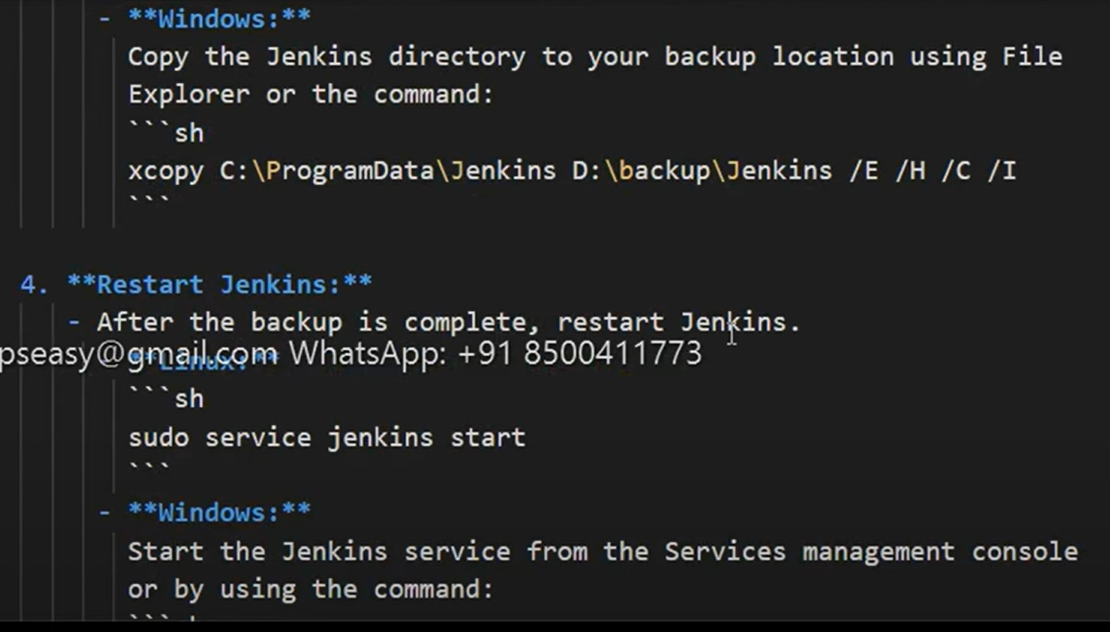 - **Windows:**
Copy the Jenkins directory to your backup location using File
Explorer or the command:
```sh
xcopy C:\ProgramData\Jenkins D:\backup\Jenkins /E /H /C /I
```
4. **Restart Jenkins:**
- After the backup is complete, restart Jenkins.
pseasy@gmail.com WhatsApp: +91 8500411773
**Linux:**
```sh
sudo service jenkins start
```
- **Windows:**
Start the Jenkins service from the Services management console
or by using the command: